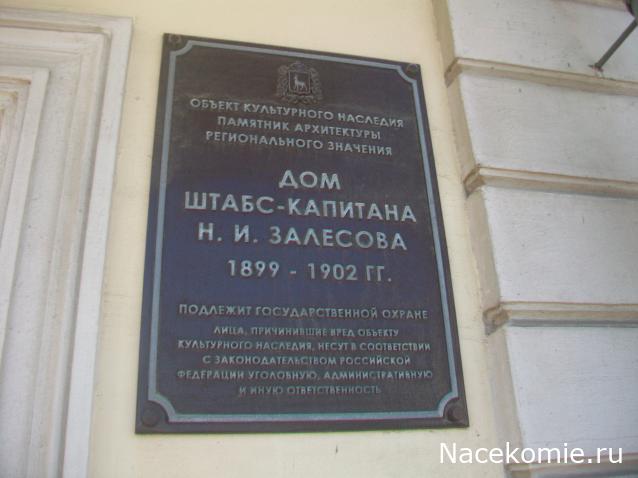 ОБЪЕКТ КУЛЬТУРНОГО НАСЛЕДИЯ
ПАМЯТНИК АРХИТЕКТУРЫ
РЕГИОНАЛЬНОГО ЗНАЧЕНИЯ
ДОМ
ШТАБС-КАПИТАНА
Н. И. ЗАЛЕСОВА
1899 - 1902 ГГ.
ПОДЛЕЖИТ ГОСУДАРСТВЕННОЙ ОХРАНЕ
ЛИЦА, ПРИЧИНИВШИЕ ВРЕД ОБЪЕКТУ
КУЛЬТУРНОГО НАСЛЕДИЯ, НЕСУТ В СООТВЕТСТВИИ
С ЗАКОНОДАТЕЛЬСТВОМ РОССИЙСКОЙ
ФЕДЕРАЦИИ УГОЛОВНУЮ, АДМИНИСТРАТИВНУЮ
И ИНУЮ ОТВЕТСТВЕННОСТЬ
Nacekomie.ru